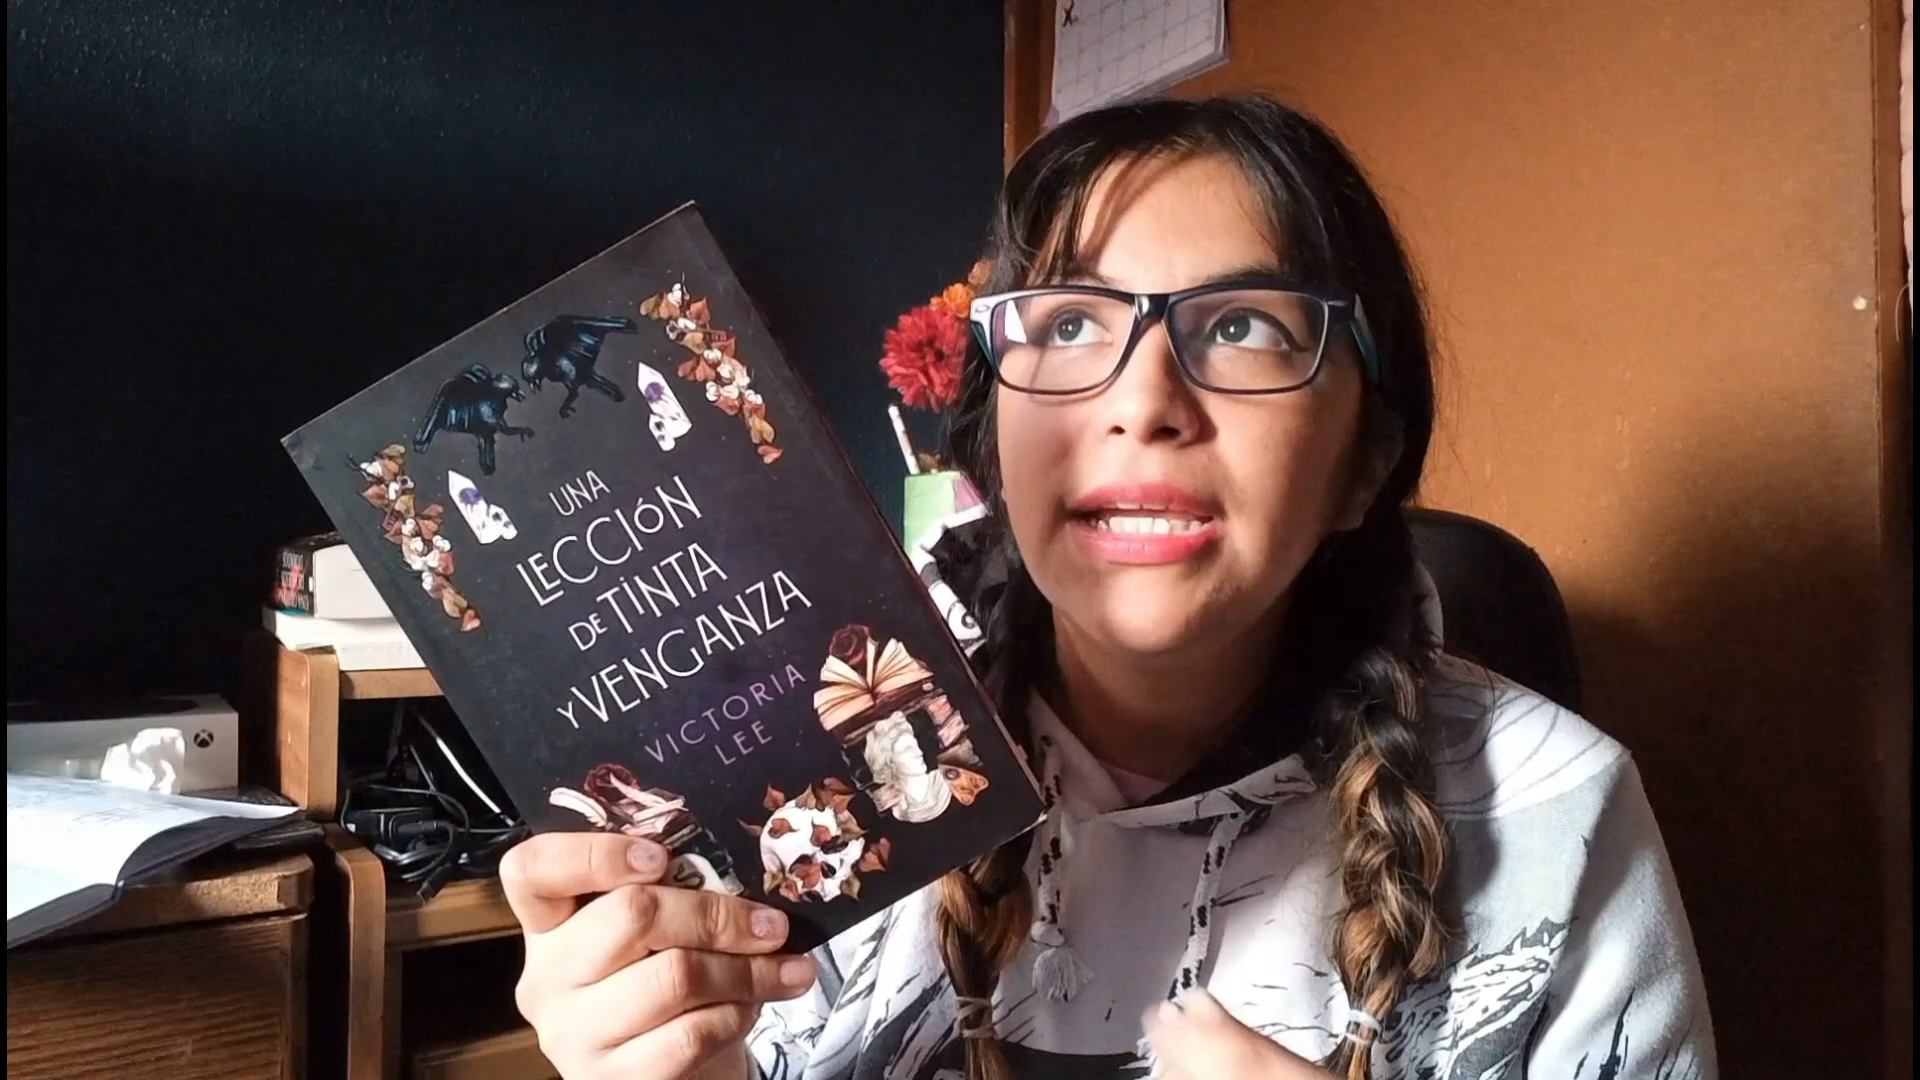 UNA
LECCIÓN
DE TINTA
Y VENGANZA
VICTORIA
LEE